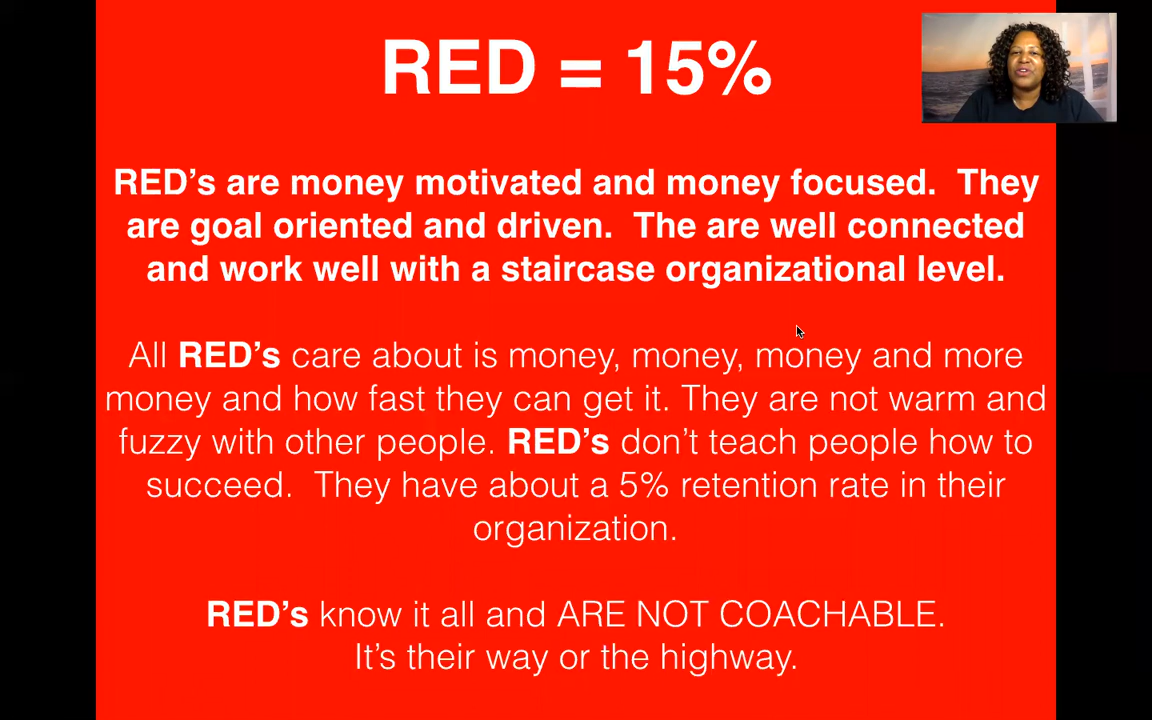 RED = 15%
RED’s are money motivated and money focused.  They
are goal oriented and driven.  The are well connected
and work well with a staircase organizational level.
All RED’s care about is money, money, money and more
money and how fast they can get it. They are not warm and
fuzzy with other people. RED’s don’t teach people how to
succeed.  They have about a 5% retention rate in their
organization.
RED’s know it all and ARE NOT COACHABLE.
It’s their way or the highway.